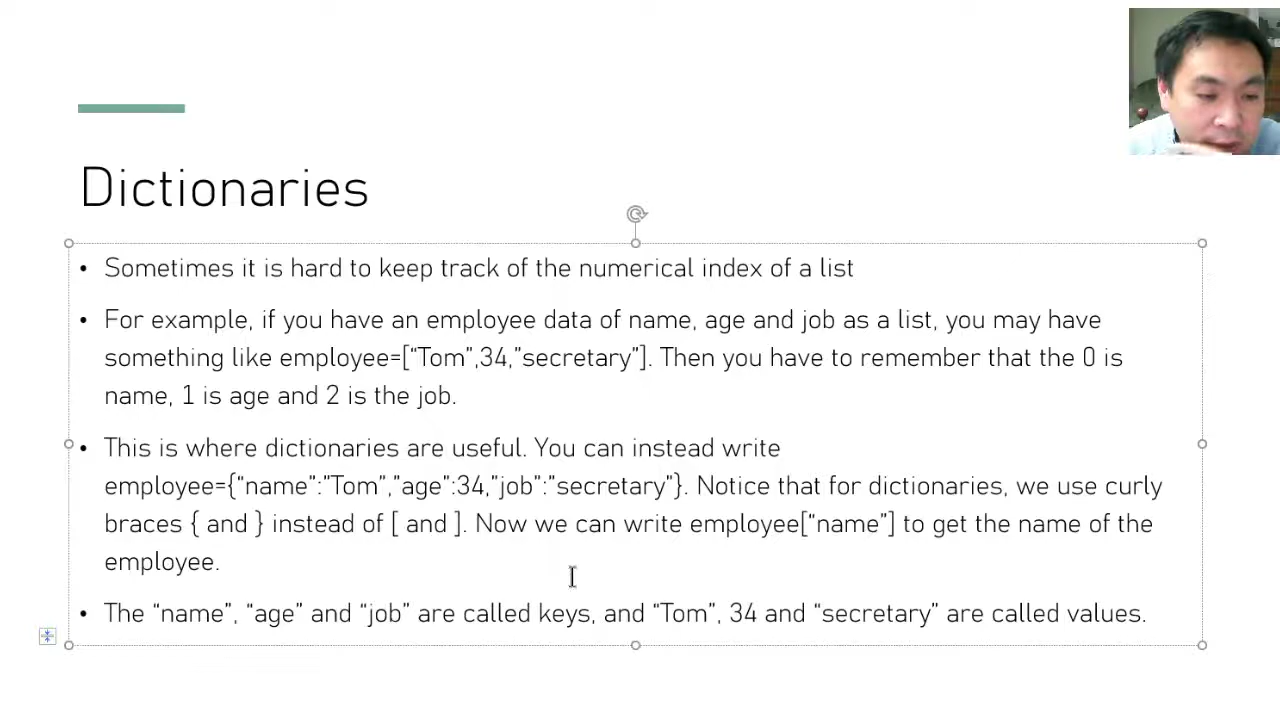 Dictionaries
• Sometimes it is hard to keep track of the numerical index of a list
• For example, if you have an employee data of name, age and job as a list, you may have
something like employee=[“Tom”,34,”secretary”]. Then you have to remember that the 0 is
name, 1 is age and 2 is the job.
• This is where dictionaries are useful. You can instead write
employee={“name”:”Tom”,”age”:34,”job”:”secretary”}. Notice that for dictionaries, we use curly
braces { and } instead of [ and ]. Now we can write employee[“name”] to get the name of the
employee.
• The “name”, “age” and “job” are called keys, and “Tom”, 34 and “secretary” are called values.